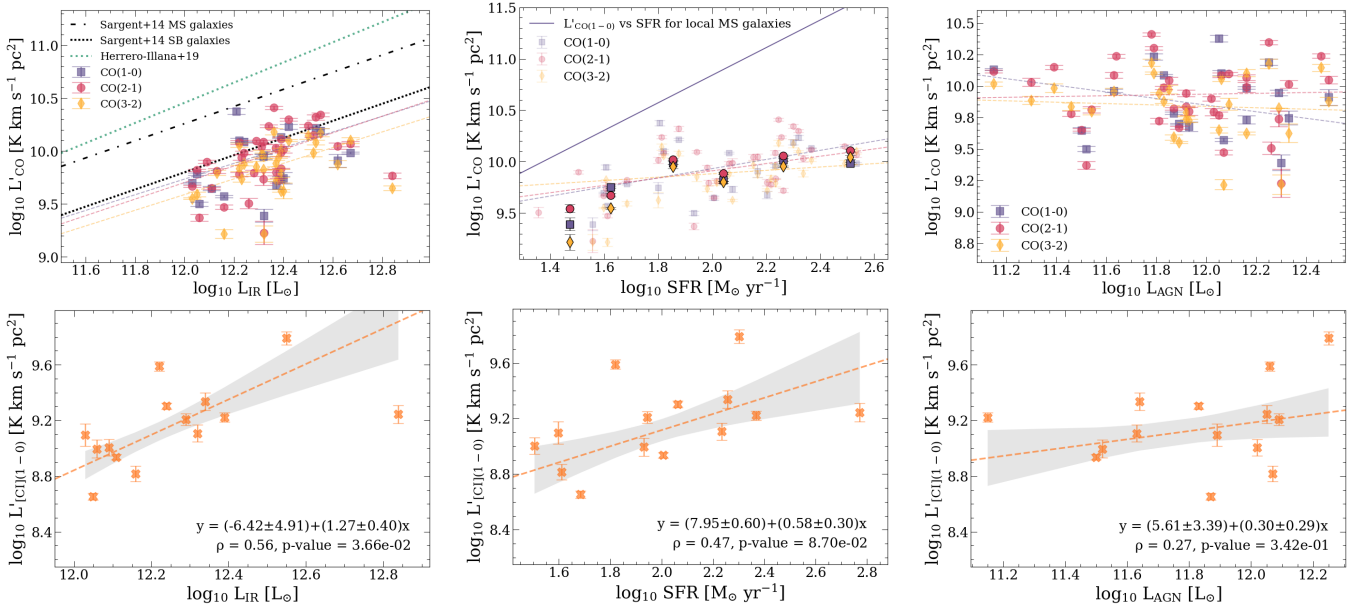 Sargent+14 MS galaxies
Sargent+14 SB galaxies
Herrero-Illana+19
CO(1-0)
CO(2-1)
CO(3-2)
11.0
10.5
10.0
9.5
9.0
11.6 11.8 12.0 12.2 12.4 12.6 12.8
log₁₀ L'CO [K km s⁻¹ pc²]
log₁₀ L_IR [L⊙]
L'CO(1−0) vs SFR for local MS galaxies
CO(1-0)
CO(2-1)
CO(3-2)
11.5
11.0
10.5
10.0
9.5
1.4 1.6 1.8 2.0 2.2 2.4 2.6
log₁₀ L'CO [K km s⁻¹ pc²]
log₁₀ SFR [M⊙ yr⁻¹]
10.5
10.2
10.0
9.8
9.5
9.2
9.0
8.8
CO(1-0)
CO(2-1)
CO(3-2)
11.2 11.4 11.6 11.8 12.0 12.2 12.4
log₁₀ L'CO [K km s⁻¹ pc²]
log₁₀ L_AGN [L⊙]
9.6
9.2
8.8
8.4
y = (-6.42±4.91)+(1.27±0.40)x
ρ = 0.56, p-value = 3.66e-02
12.0 12.2 12.4 12.6 12.8
log₁₀ L'[CI](1−0) [K km s⁻¹ pc²]
log₁₀ L_IR [L⊙]
9.6
9.2
8.8
8.4
y = (7.95±0.60)+(0.58±0.30)x
ρ = 0.47, p-value = 8.70e-02
1.6 1.8 2.0 2.2 2.4 2.6 2.8
log₁₀ L'[CI](1−0) [K km s⁻¹ pc²]
log₁₀ SFR [M⊙ yr⁻¹]
9.6
9.2
8.8
8.4
y = (5.61±3.39)+(0.30±0.29)x
ρ = 0.27, p-value = 3.42e-01
11.2 11.4 11.6 11.8 12.0 12.2
log₁₀ L'[CI](1−0) [K km s⁻¹ pc²]
log₁₀ L_AGN [L⊙]